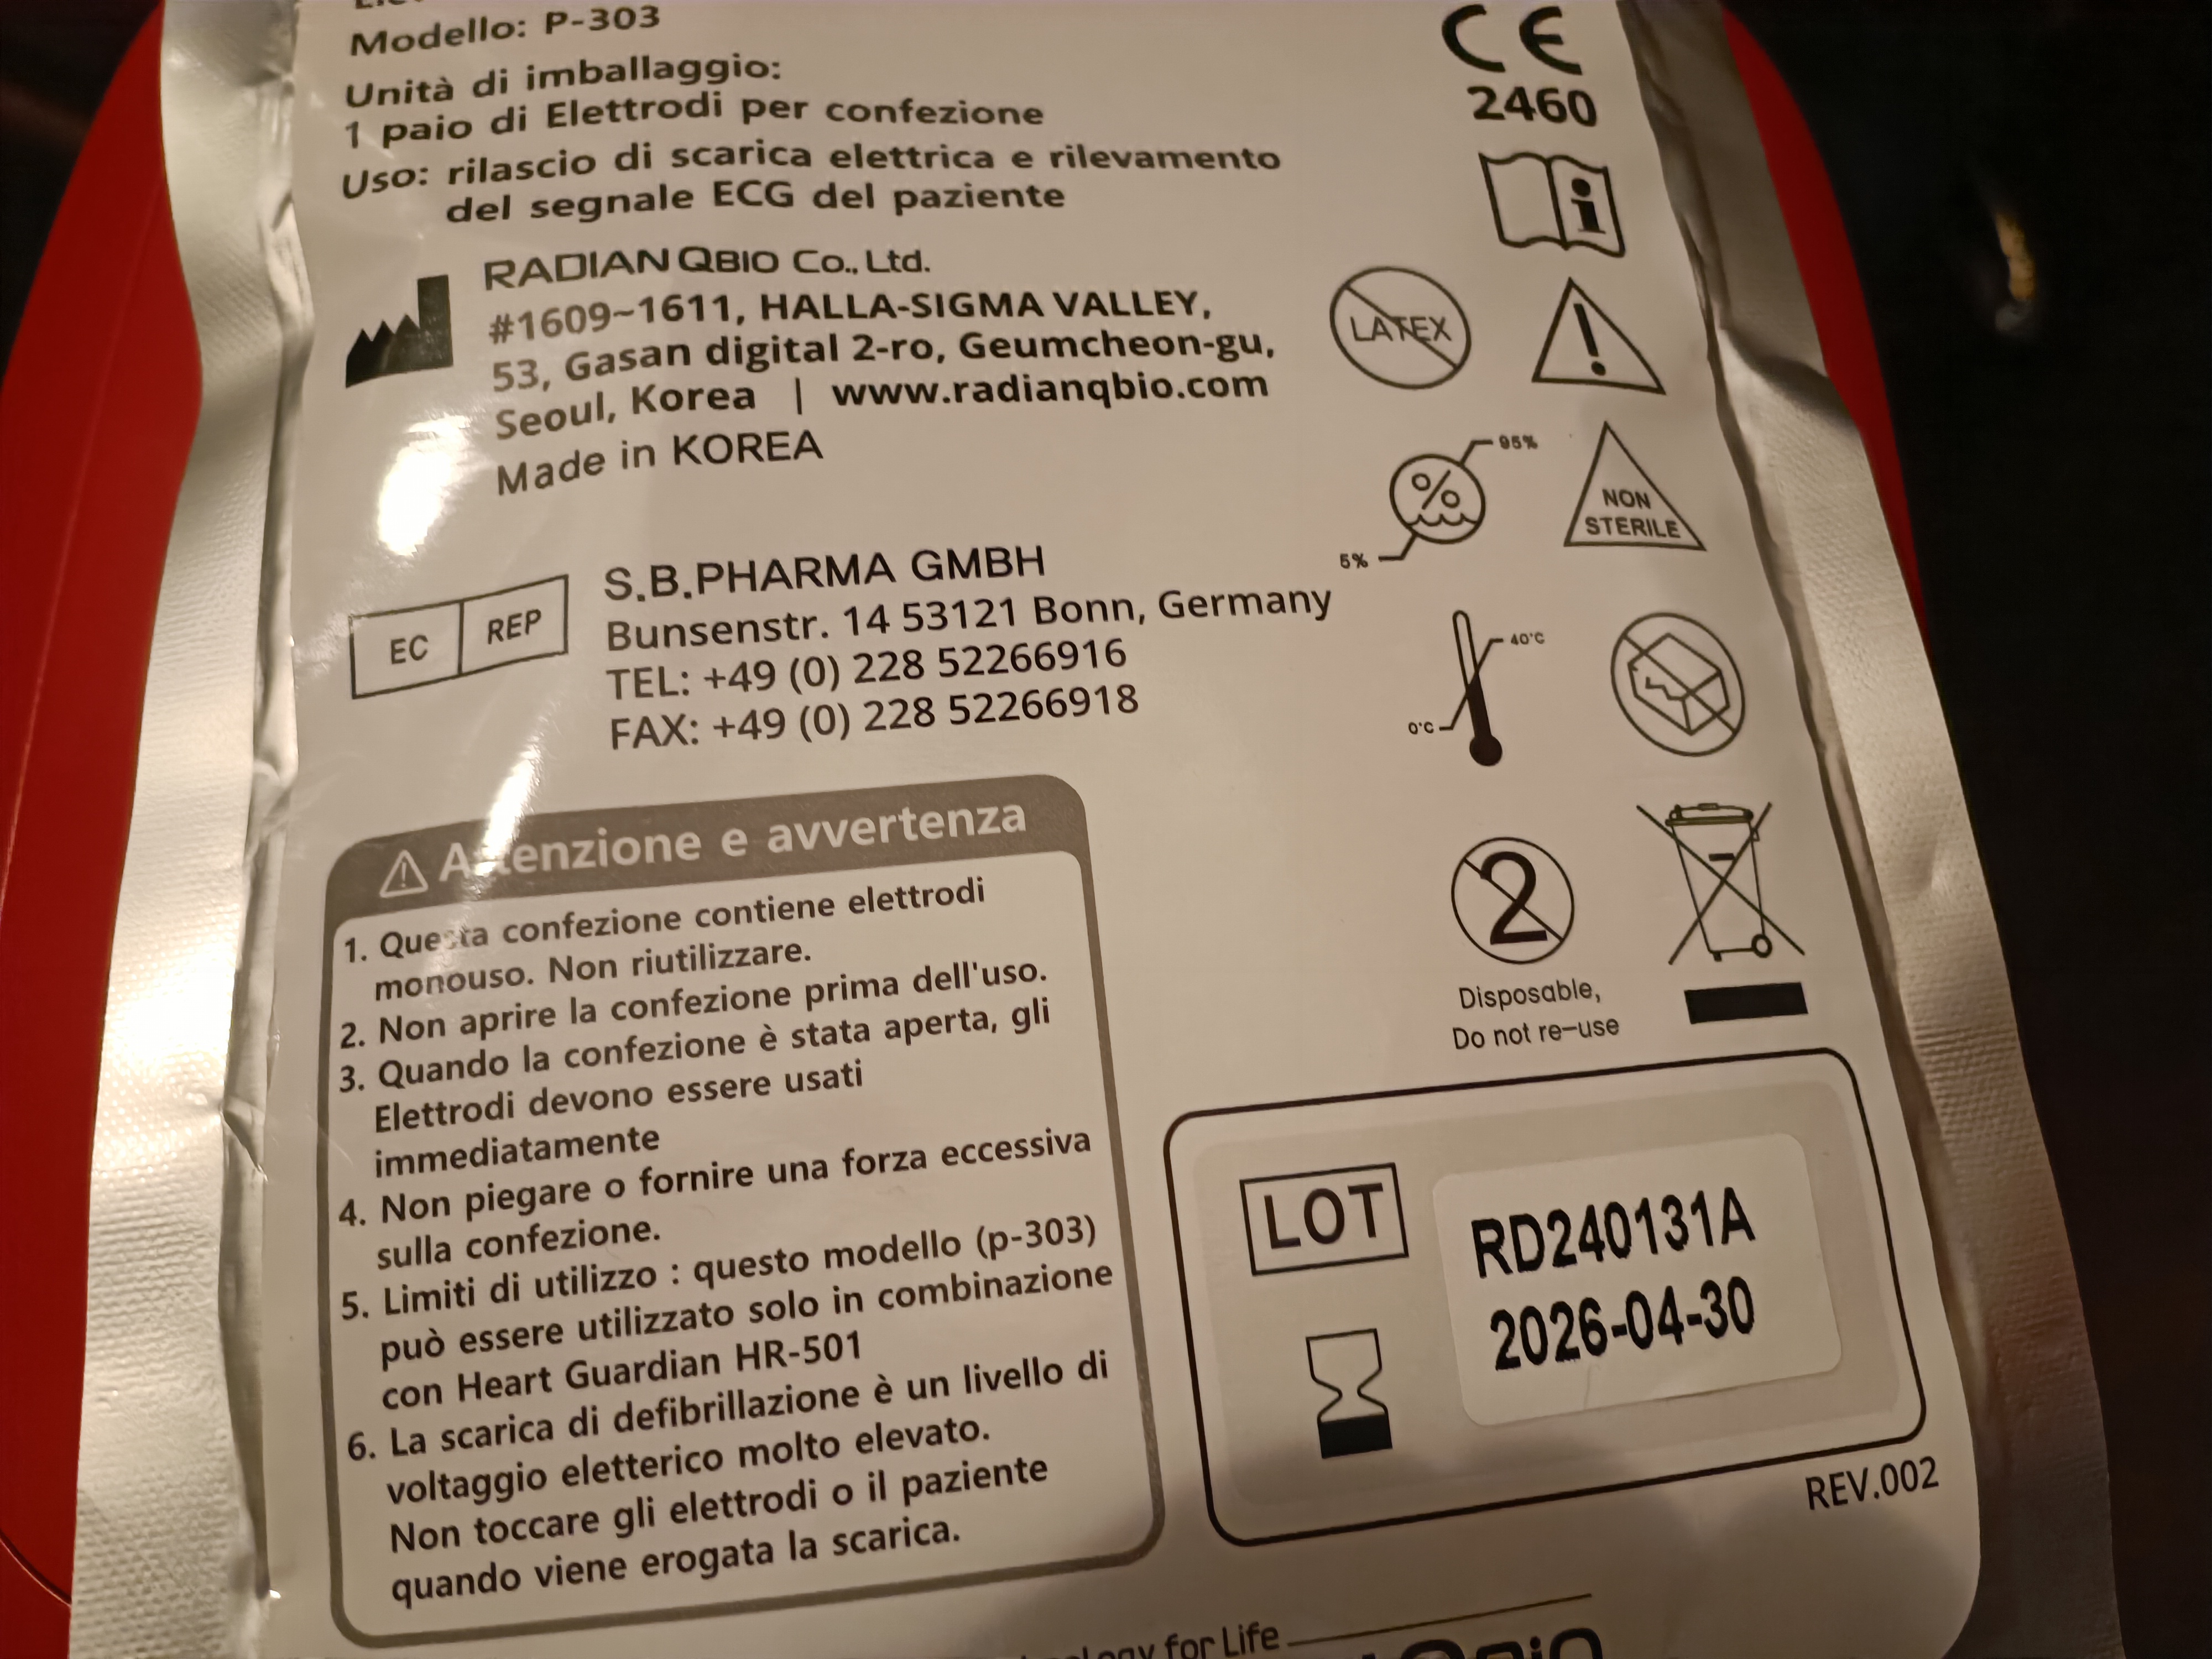 Modello: P-303
Unità di imballaggio:
1 paio di Elettrodi per confezione
Uso: rilascio di scarica elettrica e rilevamento
del segnale ECG del paziente
RADIANQBIO Co., Ltd.
#1609~1611, HALLA-SIGMA VALLEY,
53, Gasan digital 2-ro, Geumcheon-gu,
Seoul, Korea | www.radianqbio.com
Made in KOREA
EC REP
S.B.PHARMA GMBH
Bunsenstr. 14 53121 Bonn, Germany
TEL: +49 (0) 228 52266916
FAX: +49 (0) 228 52266918
Attenzione e avvertenza
1. Questa confezione contiene elettrodi
monouso. Non riutilizzare.
2. Non aprire la confezione prima dell'uso.
3. Quando la confezione è stata aperta, gli
Elettrodi devono essere usati
immediatamente
4. Non piegare o fornire una forza eccessiva
sulla confezione.
5. Limiti di utilizzo : questo modello (p-303)
può essere utilizzato solo in combinazione
con Heart Guardian HR-501
6. La scarica di defibrillazione è un livello di
voltaggio eletterico molto elevato.
Non toccare gli elettrodi o il paziente
quando viene erogata la scarica.
CE
2460
LATEX
95%
%
5%
NON
STERILE
40°C
0°C
2
Disposable,
Do not re-use
LOT
RD240131A
2026-04-30
REV.002
for Life